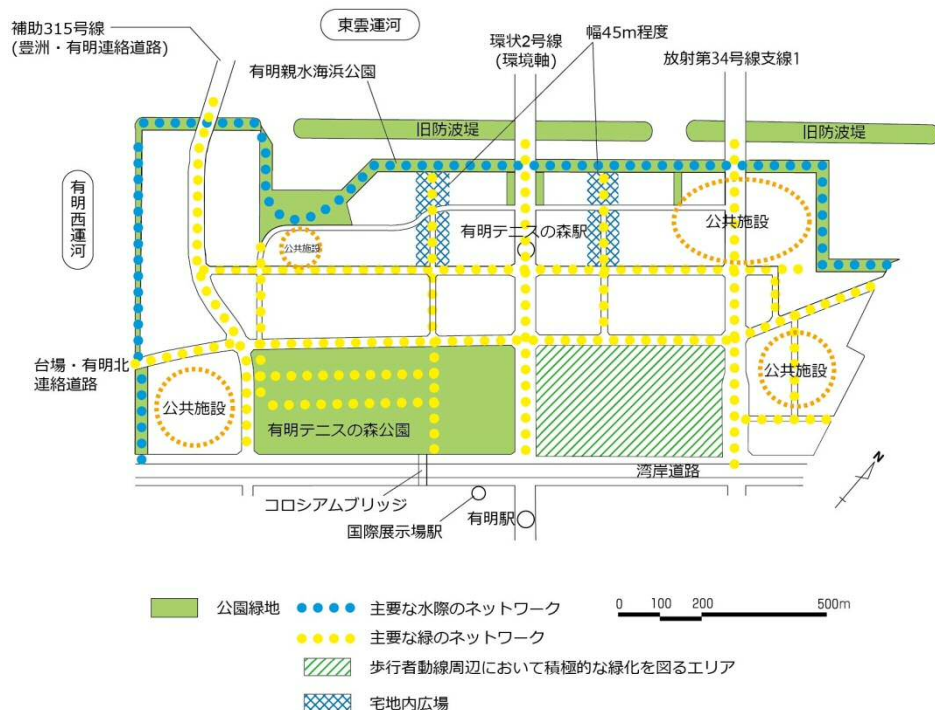 補助315号線
(豊洲・有明連絡道路)
東雲運河
環状2号線
(環境軸)
幅45m程度
放射第34号線支線1
有明親水海浜公園
旧防波堤
旧防波堤
有明西運河
公共施設
有明テニスの森駅
公共施設
台場・有明北
連絡道路
公共施設
公共施設
有明テニスの森公園
湾岸道路
N
コロシアムブリッジ
国際展示場駅
有明駅
公園緑地
主要な水際のネットワーク
0 100 200 500m
主要な緑のネットワーク
歩行者動線周辺において積極的な緑化を図るエリア
宅地内広場